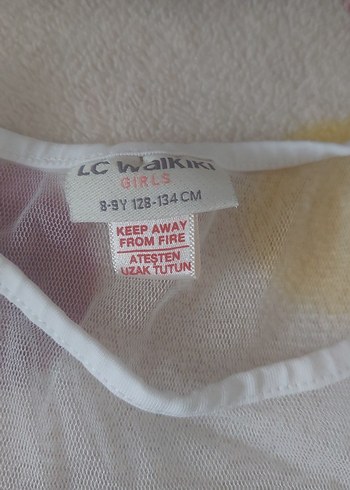 LC Waikiki
GIRLS
8-9Y 128-134 CM
KEEP AWAY
FROM FIRE
ATEŞTEN
UZAK TUTUN